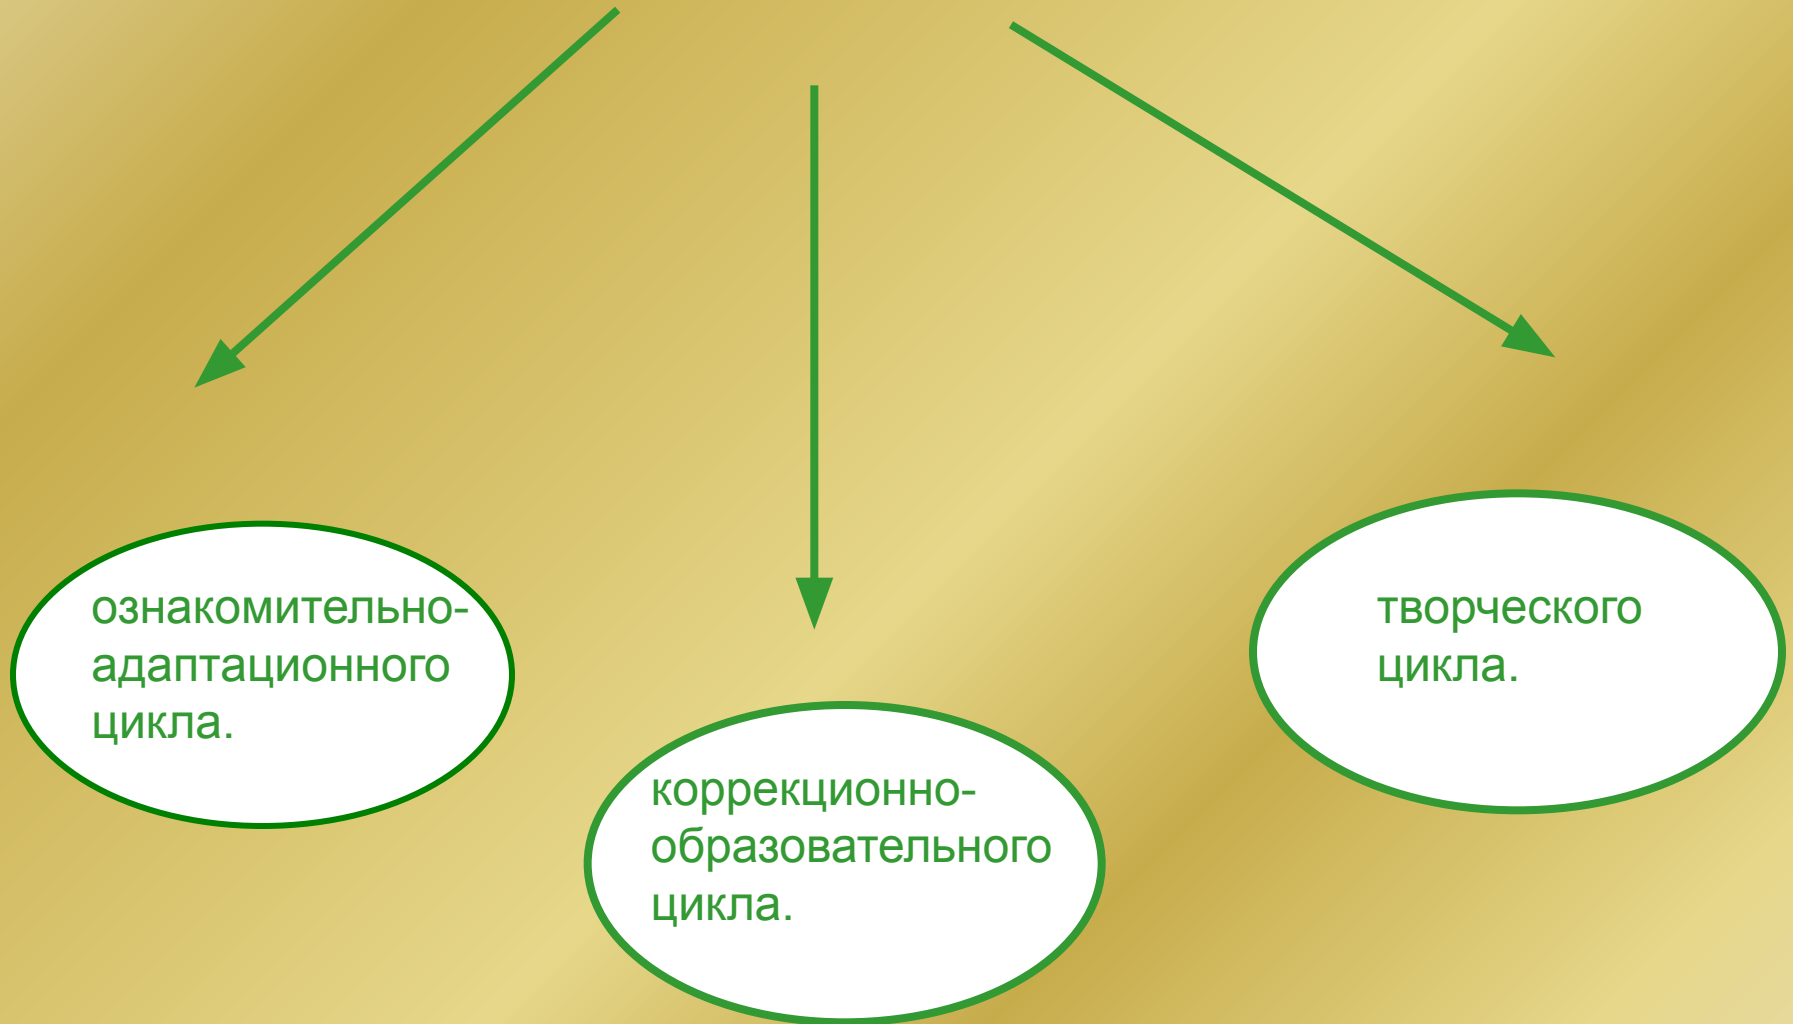 ознакомительно-
адаптационного
цикла.
коррекционно-
образовательного
цикла.
творческого
цикла.